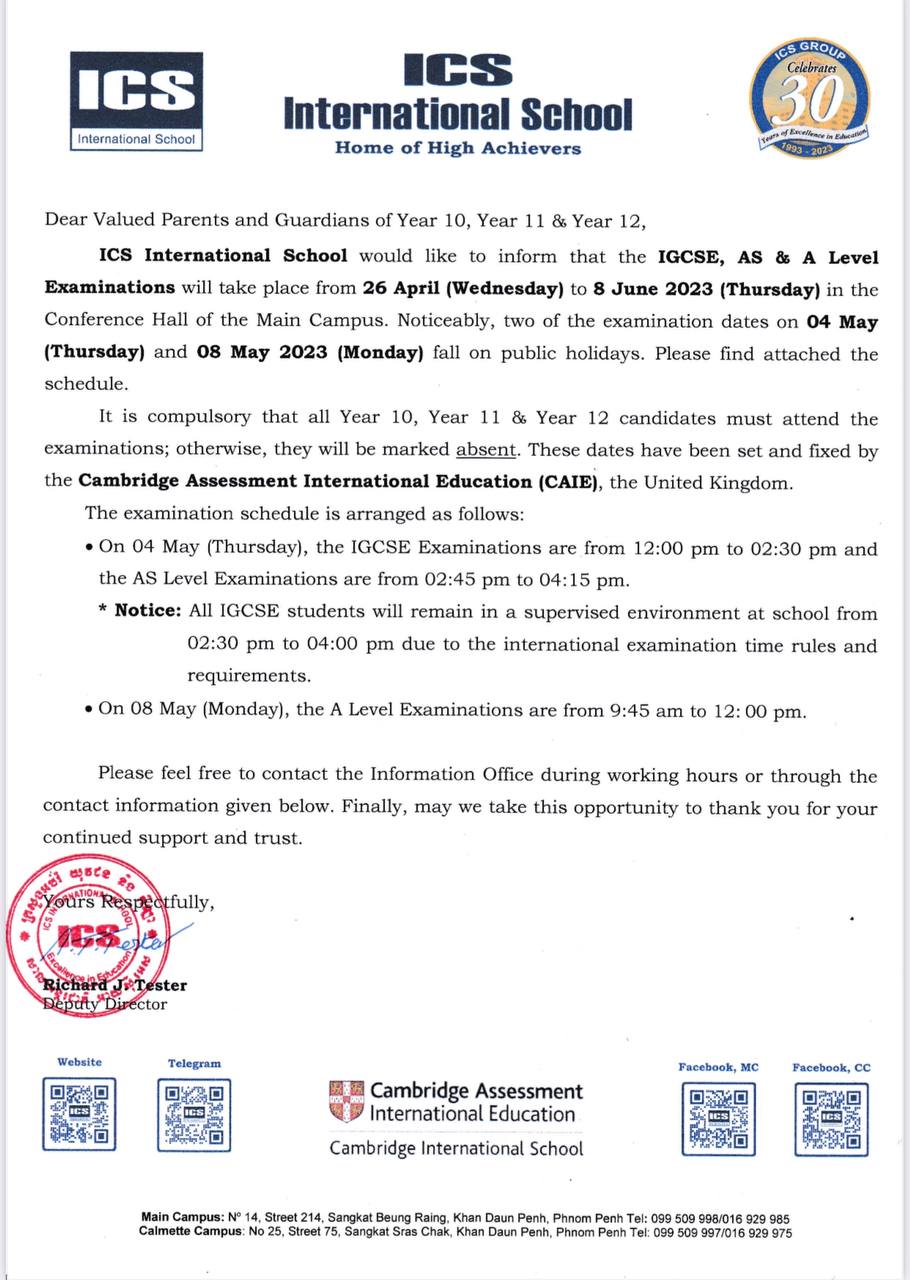 ICS
International School
ICS
International School
Home of High Achievers
ICS GROUP
Celebrates
30
Years of Excellence in Education
1993 - 2023
Dear Valued Parents and Guardians of Year 10, Year 11 & Year 12,
ICS International School would like to inform that the IGCSE, AS & A Level
Examinations will take place from 26 April (Wednesday) to 8 June 2023 (Thursday) in the
Conference Hall of the Main Campus. Noticeably, two of the examination dates on 04 May
(Thursday) and 08 May 2023 (Monday) fall on public holidays. Please find attached the
schedule.
It is compulsory that all Year 10, Year 11 & Year 12 candidates must attend the
examinations; otherwise, they will be marked absent. These dates have been set and fixed by
the Cambridge Assessment International Education (CAIE), the United Kingdom.
The examination schedule is arranged as follows:
• On 04 May (Thursday), the IGCSE Examinations are from 12:00 pm to 02:30 pm and
the AS Level Examinations are from 02:45 pm to 04:15 pm.
* Notice: All IGCSE students will remain in a supervised environment at school from
02:30 pm to 04:00 pm due to the international examination time rules and
requirements.
• On 08 May (Monday), the A Level Examinations are from 9:45 am to 12: 00 pm.
Please feel free to contact the Information Office during working hours or through the
contact information given below. Finally, may we take this opportunity to thank you for your
continued support and trust.
Yours Respectfully,
ICS INTERNATIONAL SCHOOL
ICS
Excellence in Education
Richard J. Tester
Deputy Director
Website
Telegram
Cambridge Assessment
International Education
Cambridge International School
Facebook, MC
Facebook, CC
ICS
ICS
ICS
ICS
Main Campus: Nº 14, Street 214, Sangkat Beung Raing, Khan Daun Penh, Phnom Penh Tel: 099 509 998/016 929 985
Calmette Campus: No 25, Street 75, Sangkat Sras Chak, Khan Daun Penh, Phnom Penh Tel: 099 509 997/016 929 975